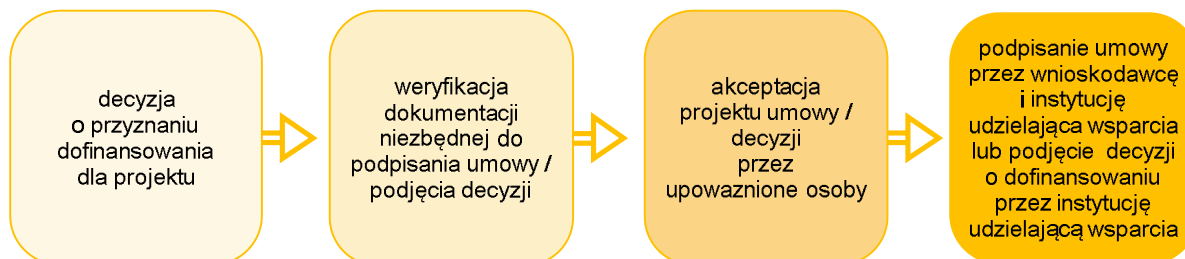 decyzja
o przyznaniu
dofinansowania
dla projektu
weryfikacja
dokumentacji
niezbędnej do
podpisania umowy /
podjęcia decyzji
akceptacja
projektu umowy /
decyzji
przez
upowaznione osoby
podpisanie umowy
przez wnioskodawcę
i instytucję
udzielająca wsparcia
lub podjęcie decyzji
o dofinansowaniu
przez instytucję
udzielającą wsparcia